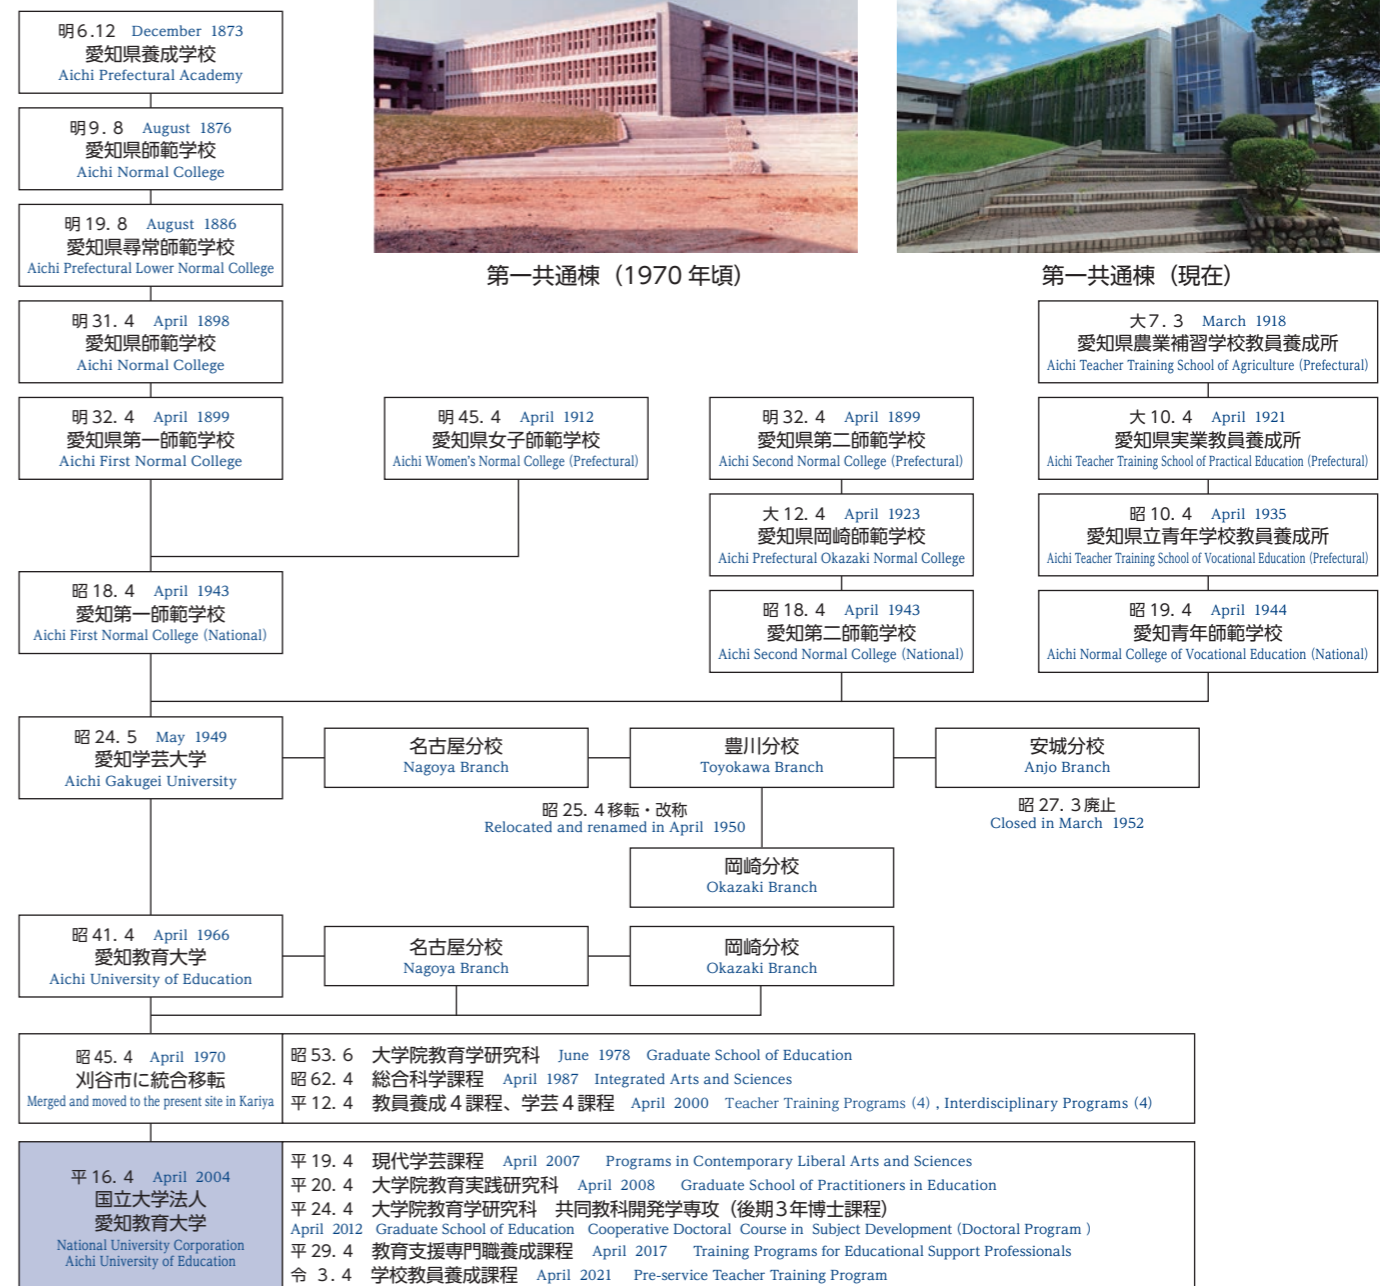 明6.12 December 1873
愛知県養成学校
Aichi Prefectural Academy
明9. 8 August 1876
愛知県師範学校
Aichi Normal College
明19. 8 August 1886
愛知県尋常師範学校
Aichi Prefectural Lower Normal College
明31. 4 April 1898
愛知県師範学校
Aichi Normal College
明32. 4 April 1899
愛知県第一師範学校
Aichi First Normal College
第一共通棟（1970 年頃）
第一共通棟（現在）
明45. 4 April 1912
愛知県女子師範学校
Aichi Women's Normal College (Prefectural)
明32. 4 April 1899
愛知県第二師範学校
Aichi Second Normal College (Prefectural)
大12. 4 April 1923
愛知県岡崎師範学校
Aichi Prefectural Okazaki Normal College
昭18. 4 April 1943
愛知第二師範学校
Aichi Second Normal College (National)
大7. 3 March 1918
愛知県農業補習学校教員養成所
Aichi Teacher Training School of Agriculture (Prefectural)
大10. 4 April 1921
愛知県実業教員養成所
Aichi Teacher Training School of Practical Education (Prefectural)
昭10. 4 April 1935
愛知県立青年学校教員養成所
Aichi Teacher Training School of Vocational Education (Prefectural)
昭19. 4 April 1944
愛知青年師範学校
Aichi Normal College of Vocational Education (National)
昭18. 4 April 1943
愛知第一師範学校
Aichi First Normal College (National)
昭24. 5 May 1949
愛知学芸大学
Aichi Gakugei University
名古屋分校
Nagoya Branch
豊川分校
Toyokawa Branch
安城分校
Anjo Branch
昭25. 4移転・改称
Relocated and renamed in April 1950
昭27. 3廃止
Closed in March 1952
岡崎分校
Okazaki Branch
昭41. 4 April 1966
愛知教育大学
Aichi University of Education
名古屋分校
Nagoya Branch
岡崎分校
Okazaki Branch
昭45. 4 April 1970
刈谷市に統合移転
Merged and moved to the present site in Kariya
昭53. 6 大学院教育学研究科 June 1978 Graduate School of Education
昭62. 4 総合科学課程 April 1987 Integrated Arts and Sciences
平12. 4 教員養成４課程、学芸４課程 April 2000 Teacher Training Programs (4) , Interdisciplinary Programs (4)
平16. 4 April 2004
国立大学法人
愛知教育大学
National University Corporation
Aichi University of Education
平19. 4 現代学芸課程 April 2007 Programs in Contemporary Liberal Arts and Sciences
平20. 4 大学院教育実践研究科 April 2008 Graduate School of Practitioners in Education
平24. 4 大学院教育学研究科 共同教科開発学専攻（後期３年博士課程）
April 2012 Graduate School of Education Cooperative Doctoral Course in Subject Development (Doctoral Program )
平29. 4 教育支援専門職養成課程 April 2017 Training Programs for Educational Support Professionals
令 3. 4 学校教員養成課程 April 2021 Pre-service Teacher Training Program